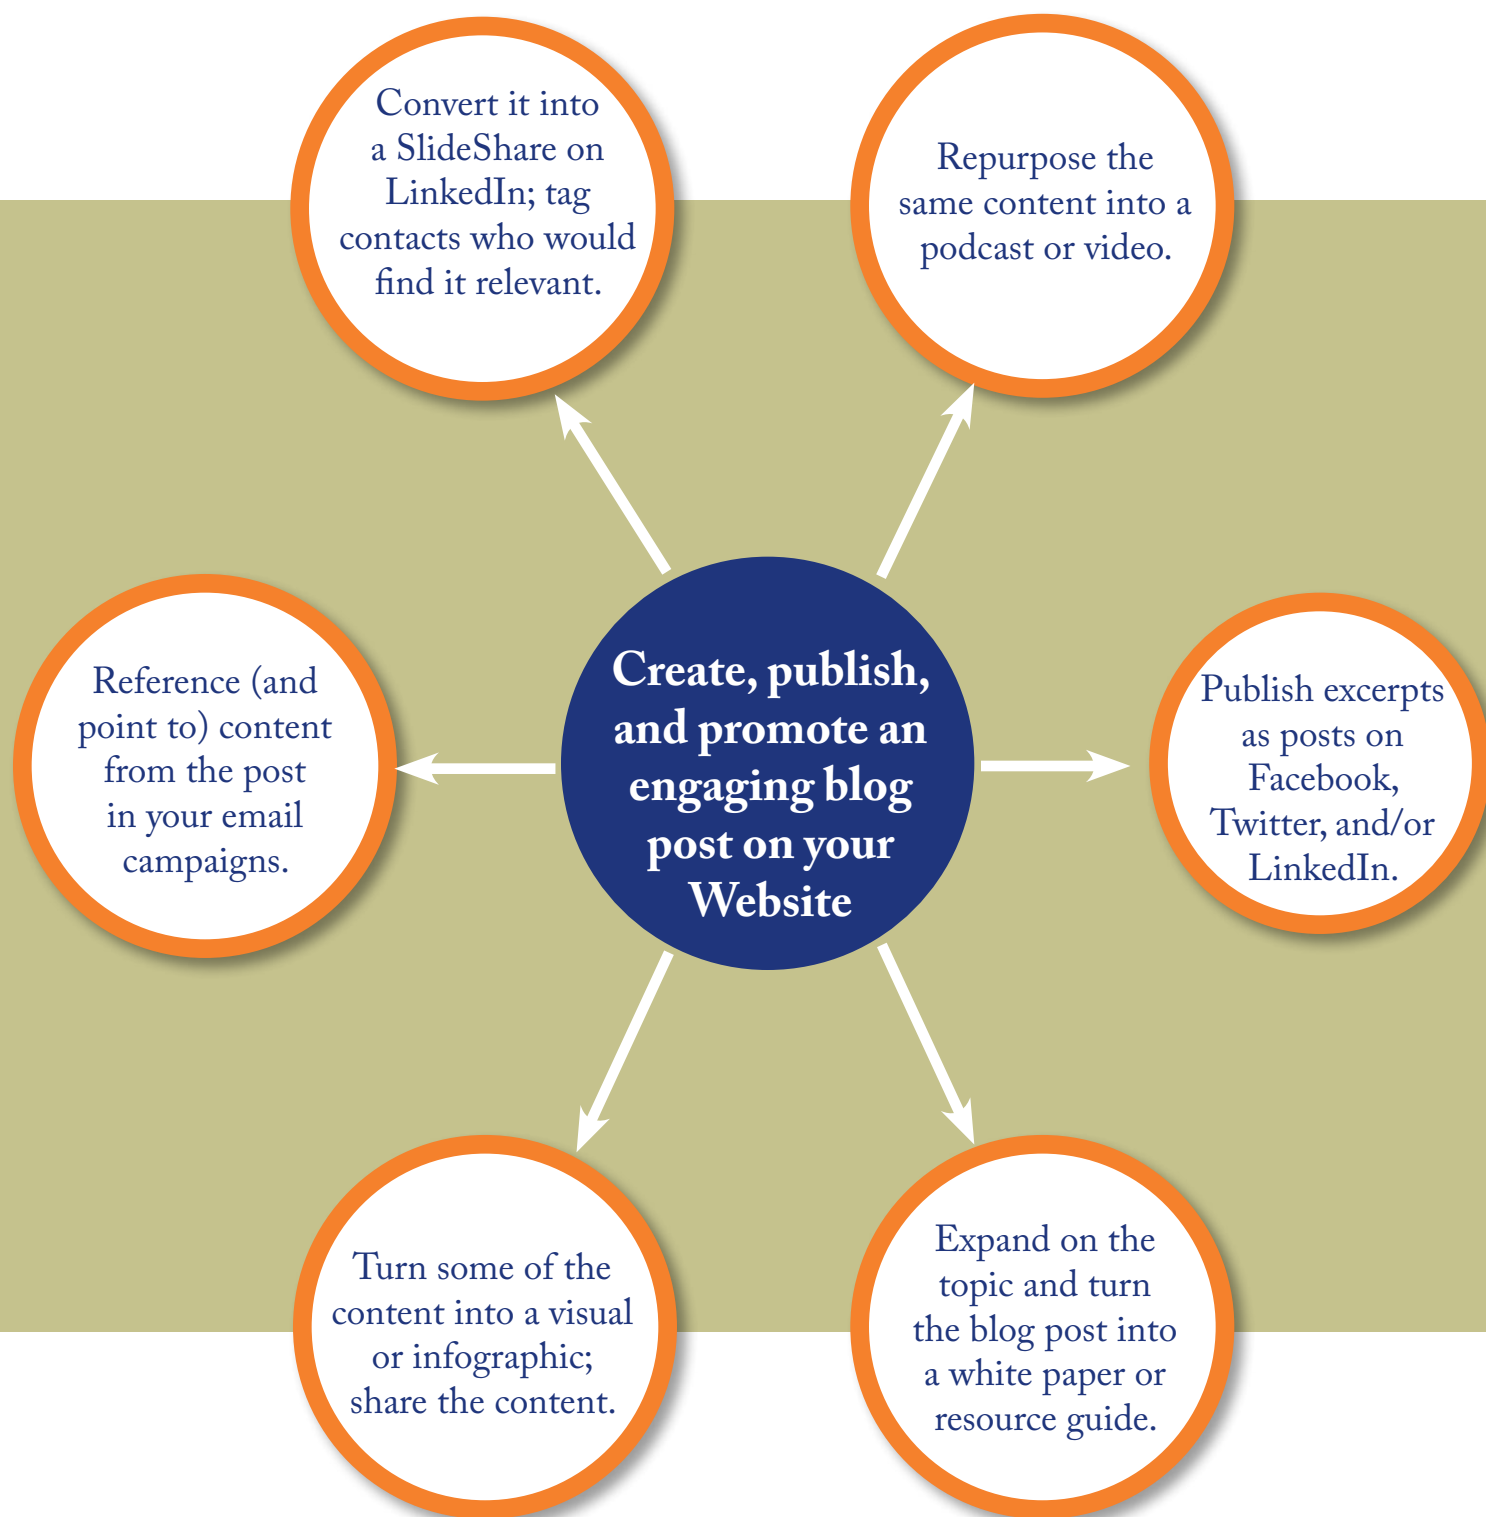 Convert it into
a SlideShare on
LinkedIn; tag
contacts who would
find it relevant.
Repurpose the
same content into a
podcast or video.
Reference (and
point to) content
from the post
in your email
campaigns.
Create, publish,
and promote an
engaging blog
post on your
Website
Publish excerpts
as posts on
Facebook,
Twitter, and/or
LinkedIn.
Turn some of the
content into a visual
or infographic;
share the content.
Expand on the
topic and turn
the blog post into
a white paper or
resource guide.